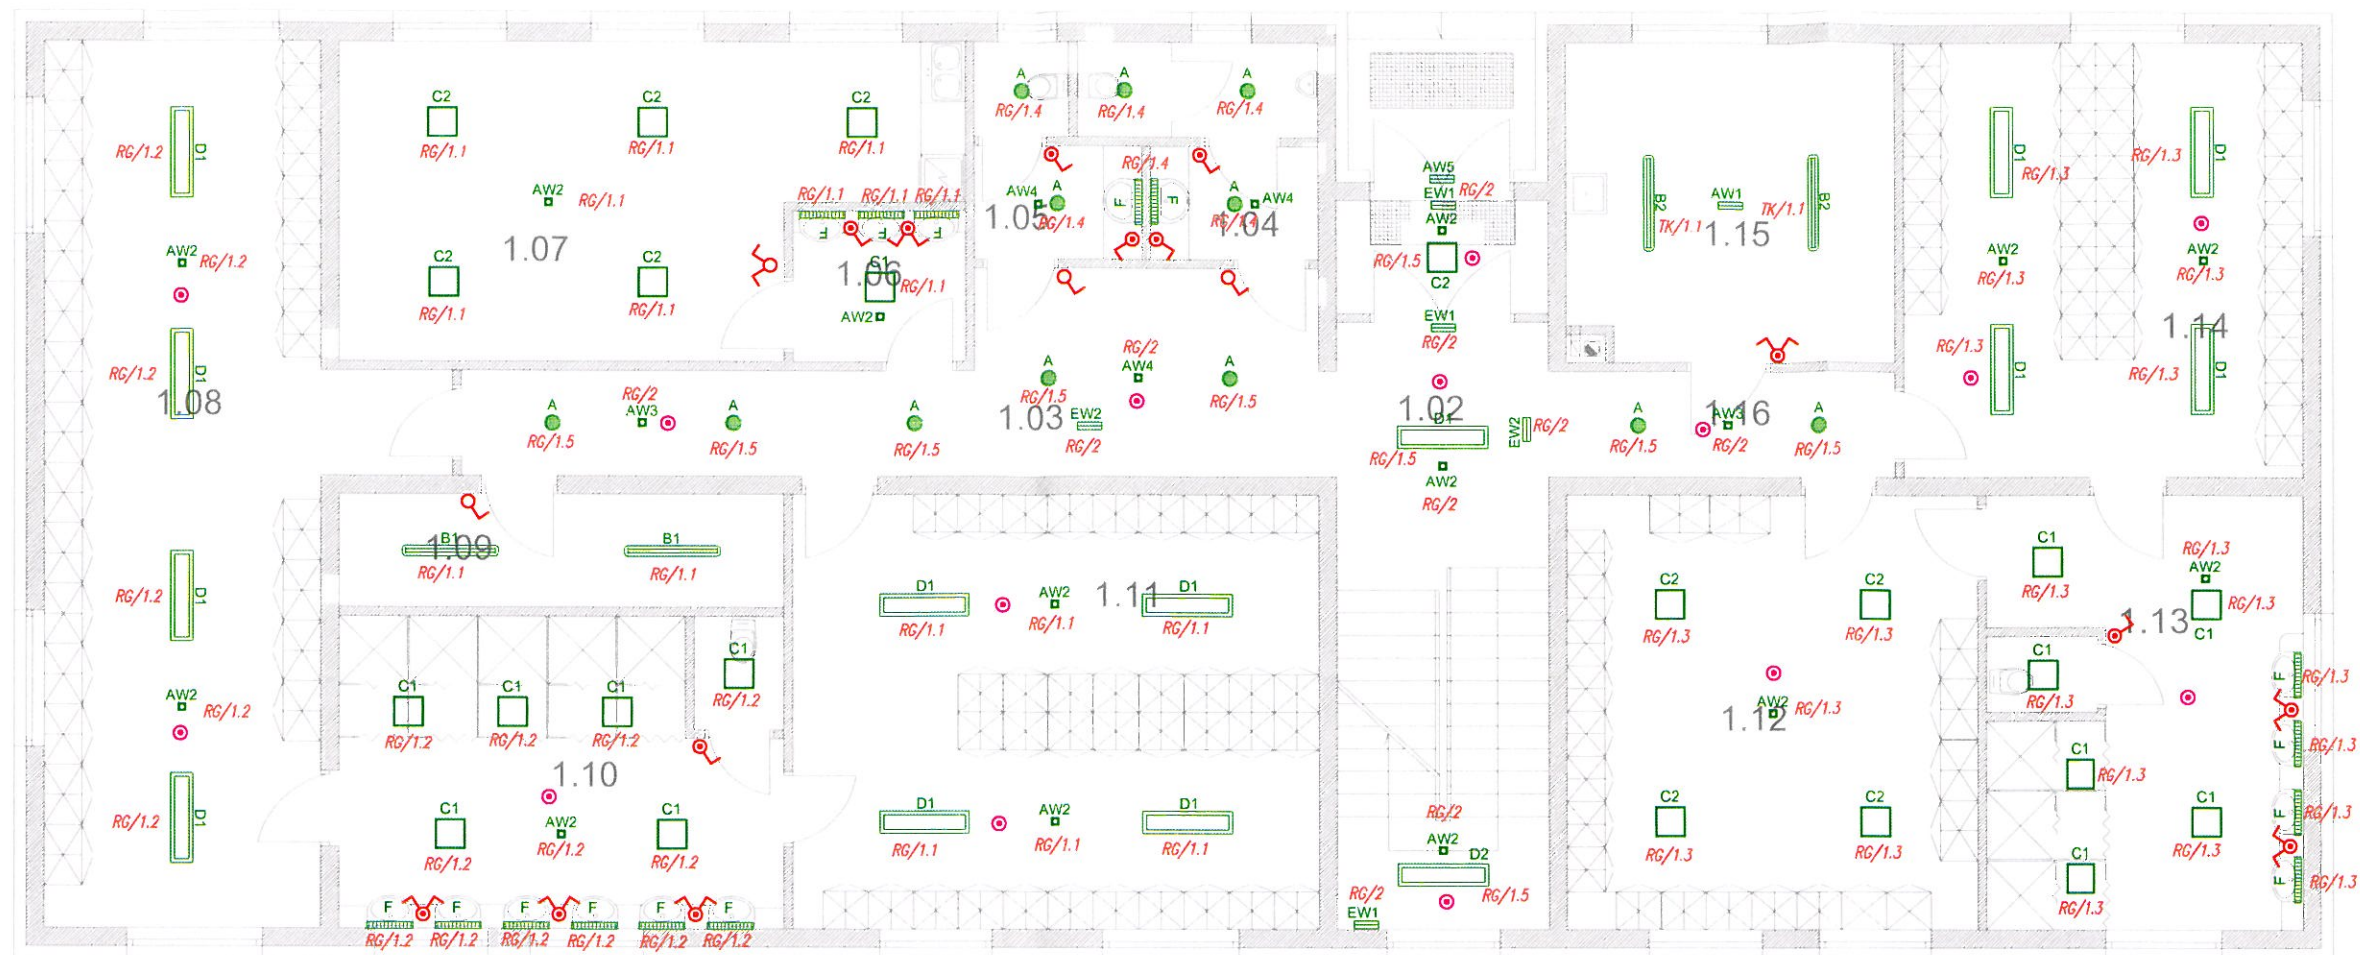 D1
RG/1.2
AW2
RG/1.2
D1
RG/1.2
1.08
D1
RG/1.2
AW2
RG/1.2
D1
RG/1.2
C2
RG/1.1
C2
RG/1.1
C2
RG/1.1
AW2
RG/1.1
1.07
C2
RG/1.1
C2
RG/1.1
RG/1.1
RG/1.1
RG/1.1
F
F
F
1.06
C1
RG/1.1
AW2
A
RG/1.4
A
RG/1.4
A
RG/1.4
RG/1.4
AW4
A
1.05
RG/1.4
F
F
A
AW4
RG/1.4
1.04
A
RG/1.5
RG/2
AW3
A
RG/1.5
A
RG/1.5
A
RG/1.5
1.03
RG/2
AW4
EW2
RG/2
A
RG/1.5
AW5
RG/2
EW1
AW2
RG/1.5
C2
EW1
RG/2
1.02
D1
RG/1.5
EW2
RG/2
AW2
RG/2
B2
TK/1.1
AW1
TK/1.1
B2
1.15
A
RG/1.5
1.16
AW3
RG/2
A
RG/1.5
D1
RG/1.3
D1
RG/1.3
AW2
RG/1.3
AW2
RG/1.3
1.14
RG/1.3
D1
RG/1.3
D1
B1
1.09
RG/1.1
B1
RG/1.1
C1
RG/1.2
C1
RG/1.2
C1
RG/1.2
C1
RG/1.2
1.10
C1
RG/1.2
AW2
RG/1.2
C1
RG/1.2
F
F
F
F
F
F
RG/1.2
RG/1.2
RG/1.2
RG/1.2
RG/1.2
RG/1.2
D1
RG/1.1
AW2
RG/1.1
1.11
D1
RG/1.1
D1
RG/1.1
AW2
RG/1.1
D1
RG/1.1
RG/2
AW2
D2
RG/1.5
RG/2
EW1
C2
RG/1.3
C2
RG/1.3
AW2
RG/1.3
1.12
C2
RG/1.3
C2
RG/1.3
C1
RG/1.3
RG/1.3
AW2
RG/1.3
C1
1.13
C1
RG/1.3
C1
RG/1.3
C1
RG/1.3
C1
RG/1.3
F
RG/1.3
F
RG/1.3
F
RG/1.3
F
RG/1.3